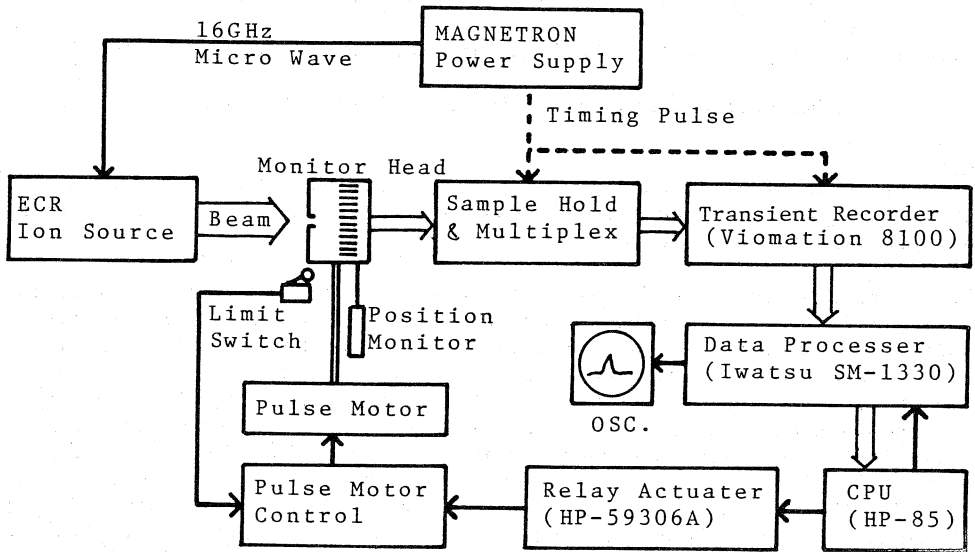 16GHz
Micro Wave
MAGNETRON
Power Supply
Timing Pulse
Monitor Head
ECR
Ion Source
Beam
Sample Hold
& Multiplex
Transient Recorder
(Viomation 8100)
Limit
Switch
Position
Monitor
Data Processer
(Iwatsu SM-1330)
OSC.
Pulse Motor
Pulse Motor
Control
Relay Actuater
(HP-59306A)
CPU
(HP-85)